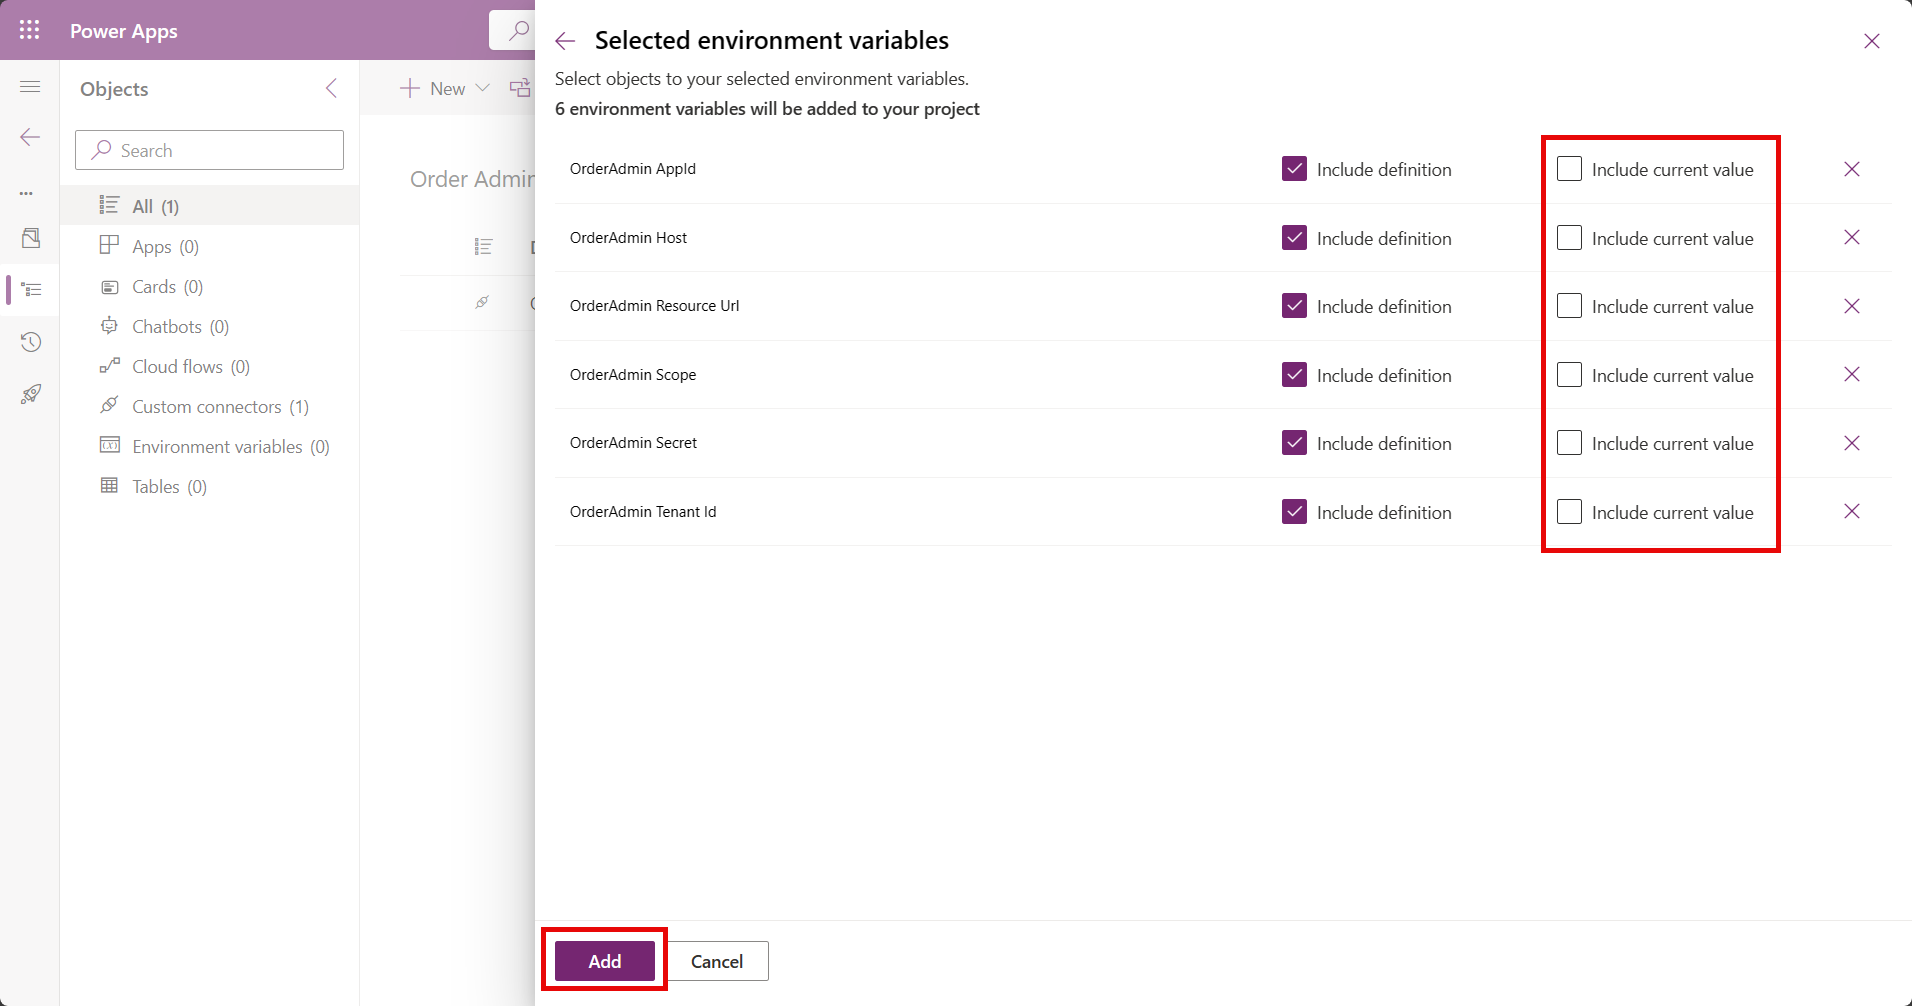 Power Apps
Objects
Search
All (1)
Apps (0)
Cards (0)
Chatbots (0)
Cloud flows (0)
Custom connectors (1)
Environment variables (0)
Tables (0)
New
Order Admin
Selected environment variables
Select objects to your selected environment variables.
6 environment variables will be added to your project
OrderAdmin AppId Include definition Include current value
OrderAdmin Host Include definition Include current value
OrderAdmin Resource Url Include definition Include current value
OrderAdmin Scope Include definition Include current value
OrderAdmin Secret Include definition Include current value
OrderAdmin Tenant Id Include definition Include current value
Add Cancel